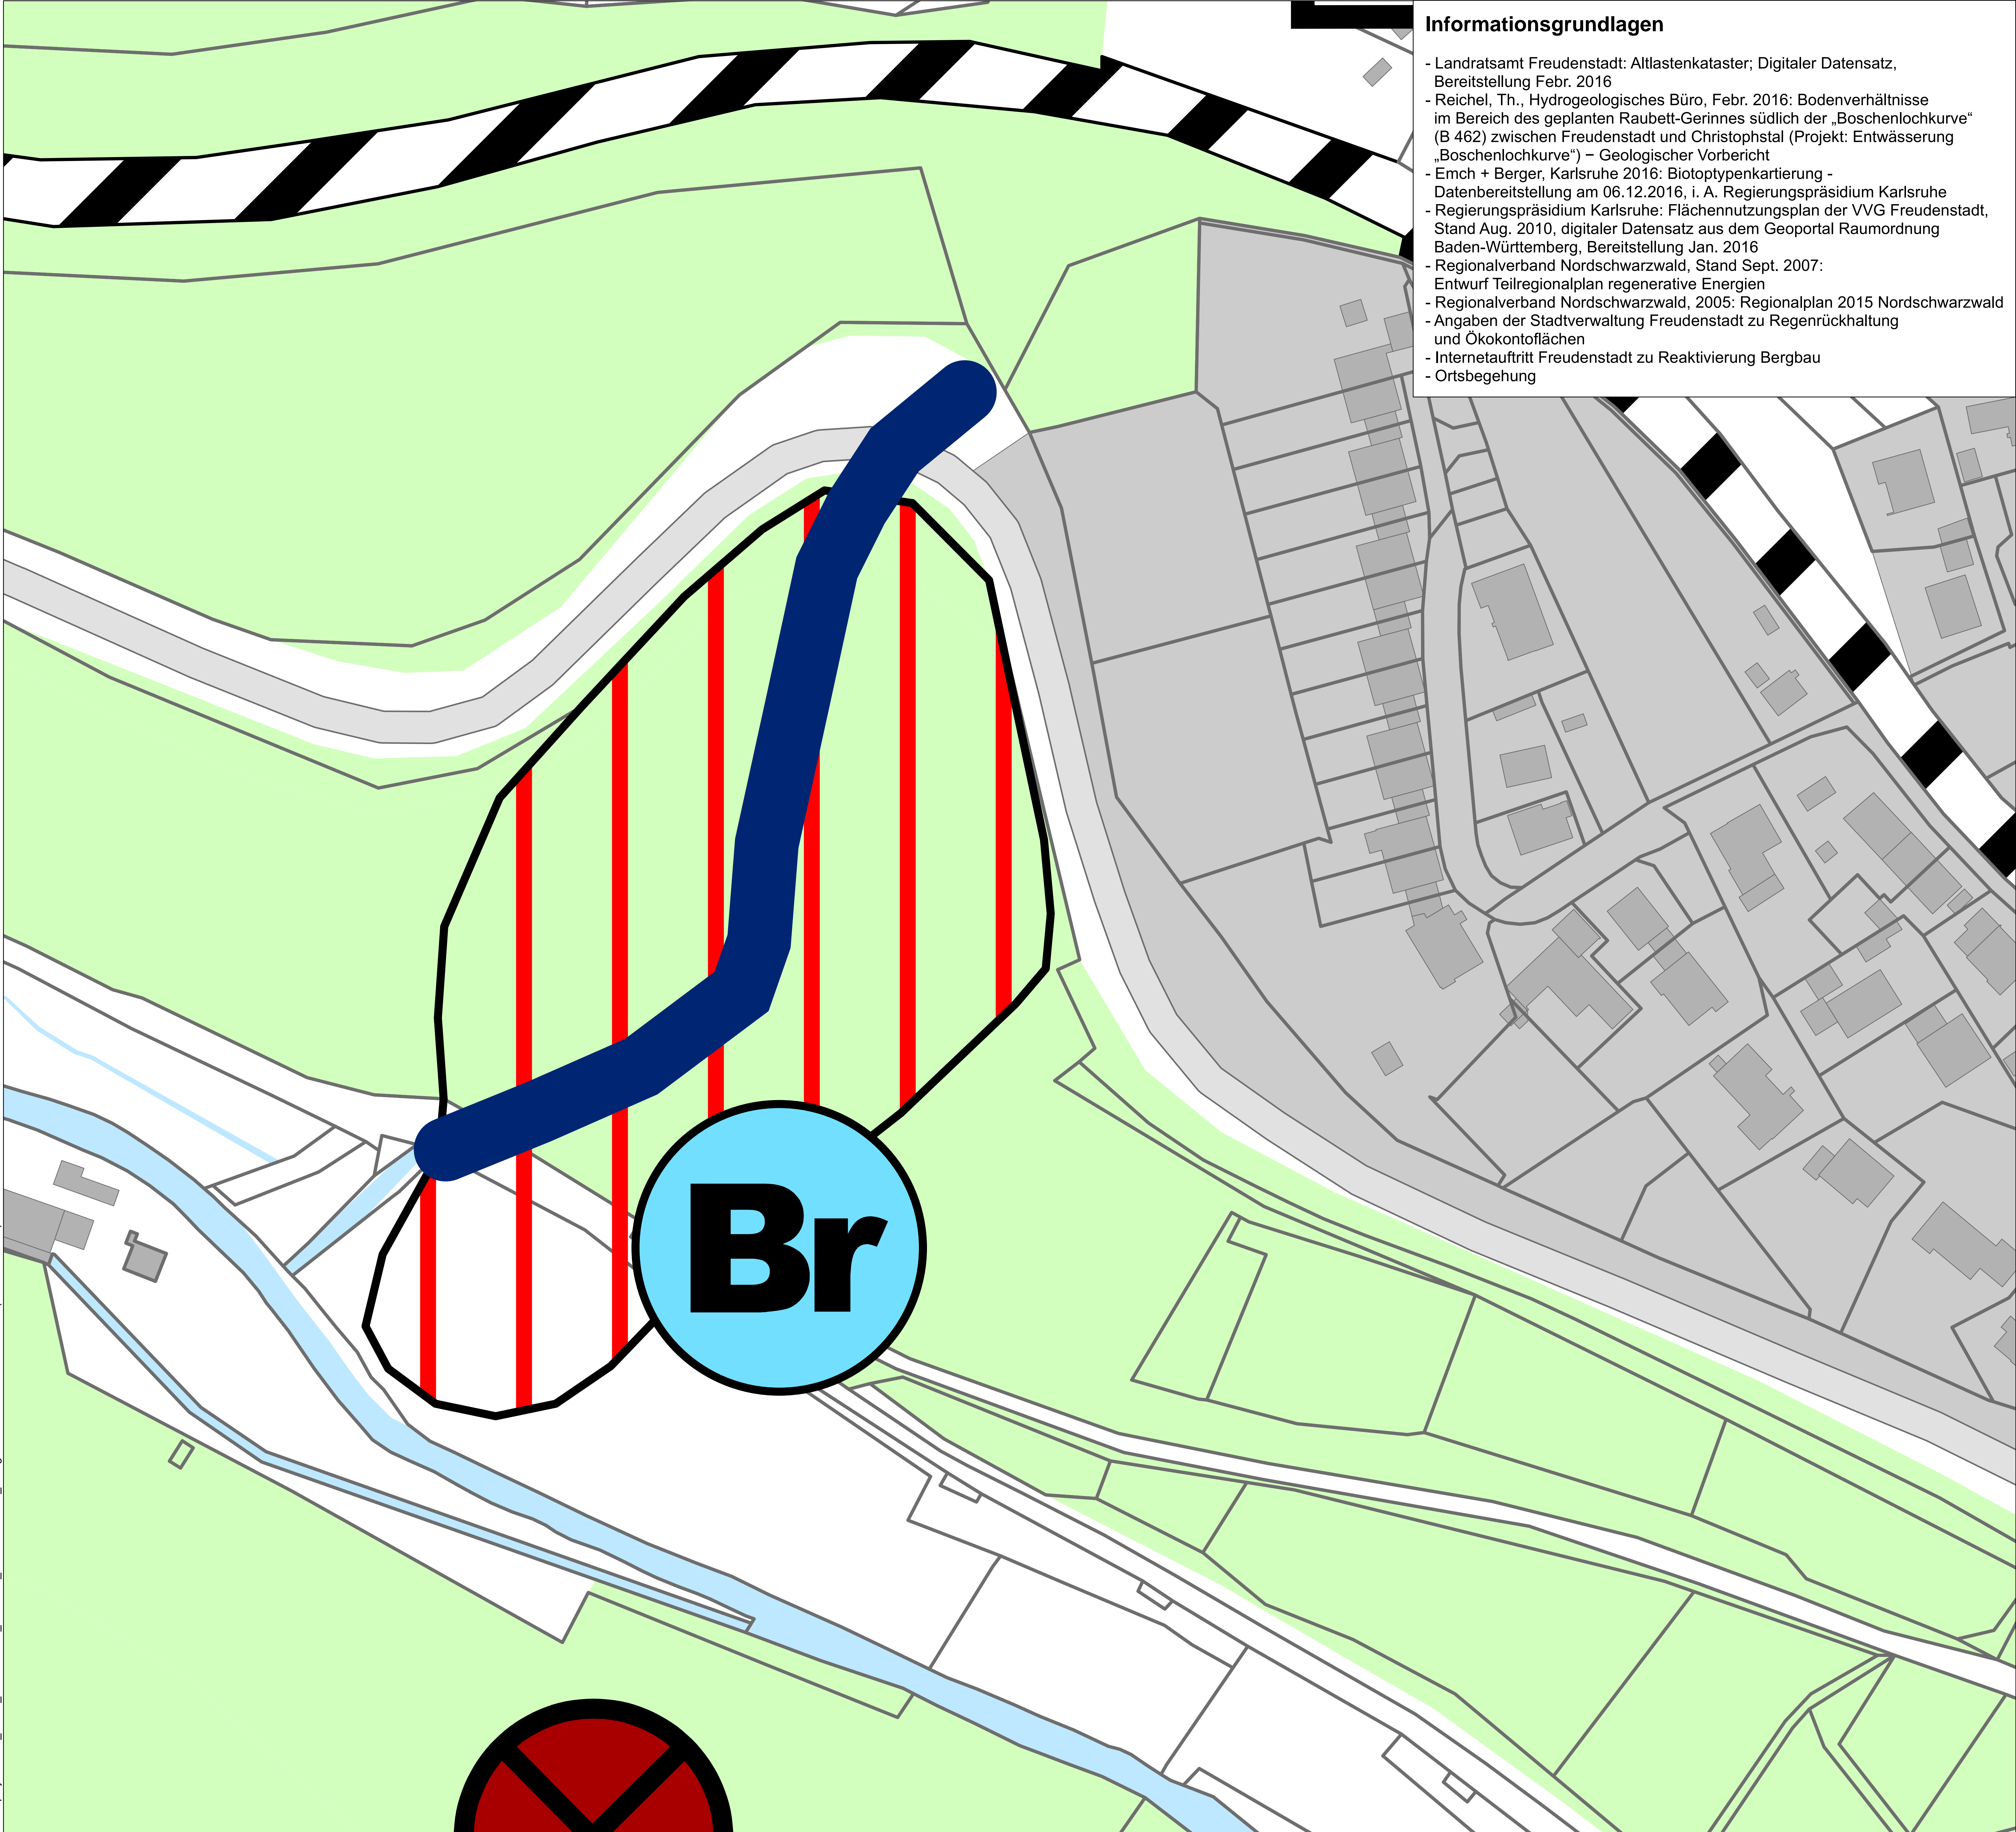 Informationsgrundlagen
- Landratsamt Freudenstadt: Altlastenkataster; Digitaler Datensatz,
Bereitstellung Febr. 2016
- Reichel, Th., Hydrogeologisches Büro, Febr. 2016: Bodenverhältnisse
im Bereich des geplanten Raubett-Gerinnes südlich der „Boschenlochkurve“
(B 462) zwischen Freudenstadt und Christophstal (Projekt: Entwässerung
„Boschenlochkurve“) – Geologischer Vorbericht
- Emch + Berger, Karlsruhe 2016: Biotoptypenkartierung -
Datenbereitstellung am 06.12.2016, i. A. Regierungspräsidium Karlsruhe
- Regierungspräsidium Karlsruhe: Flächennutzungsplan der VVG Freudenstadt,
Stand Aug. 2010, digitaler Datensatz aus dem Geoportal Raumordnung
Baden-Württemberg, Bereitstellung Jan. 2016
- Regionalverband Nordschwarzwald, Stand Sept. 2007:
Entwurf Teilregionalplan regenerative Energien
- Regionalverband Nordschwarzwald, 2005: Regionalplan 2015 Nordschwarzwald
- Angaben der Stadtverwaltung Freudenstadt zu Regenrückhaltung
und Ökokontoflächen
- Internetauftritt Freudenstadt zu Reaktivierung Bergbau
- Ortsbegehung
Br